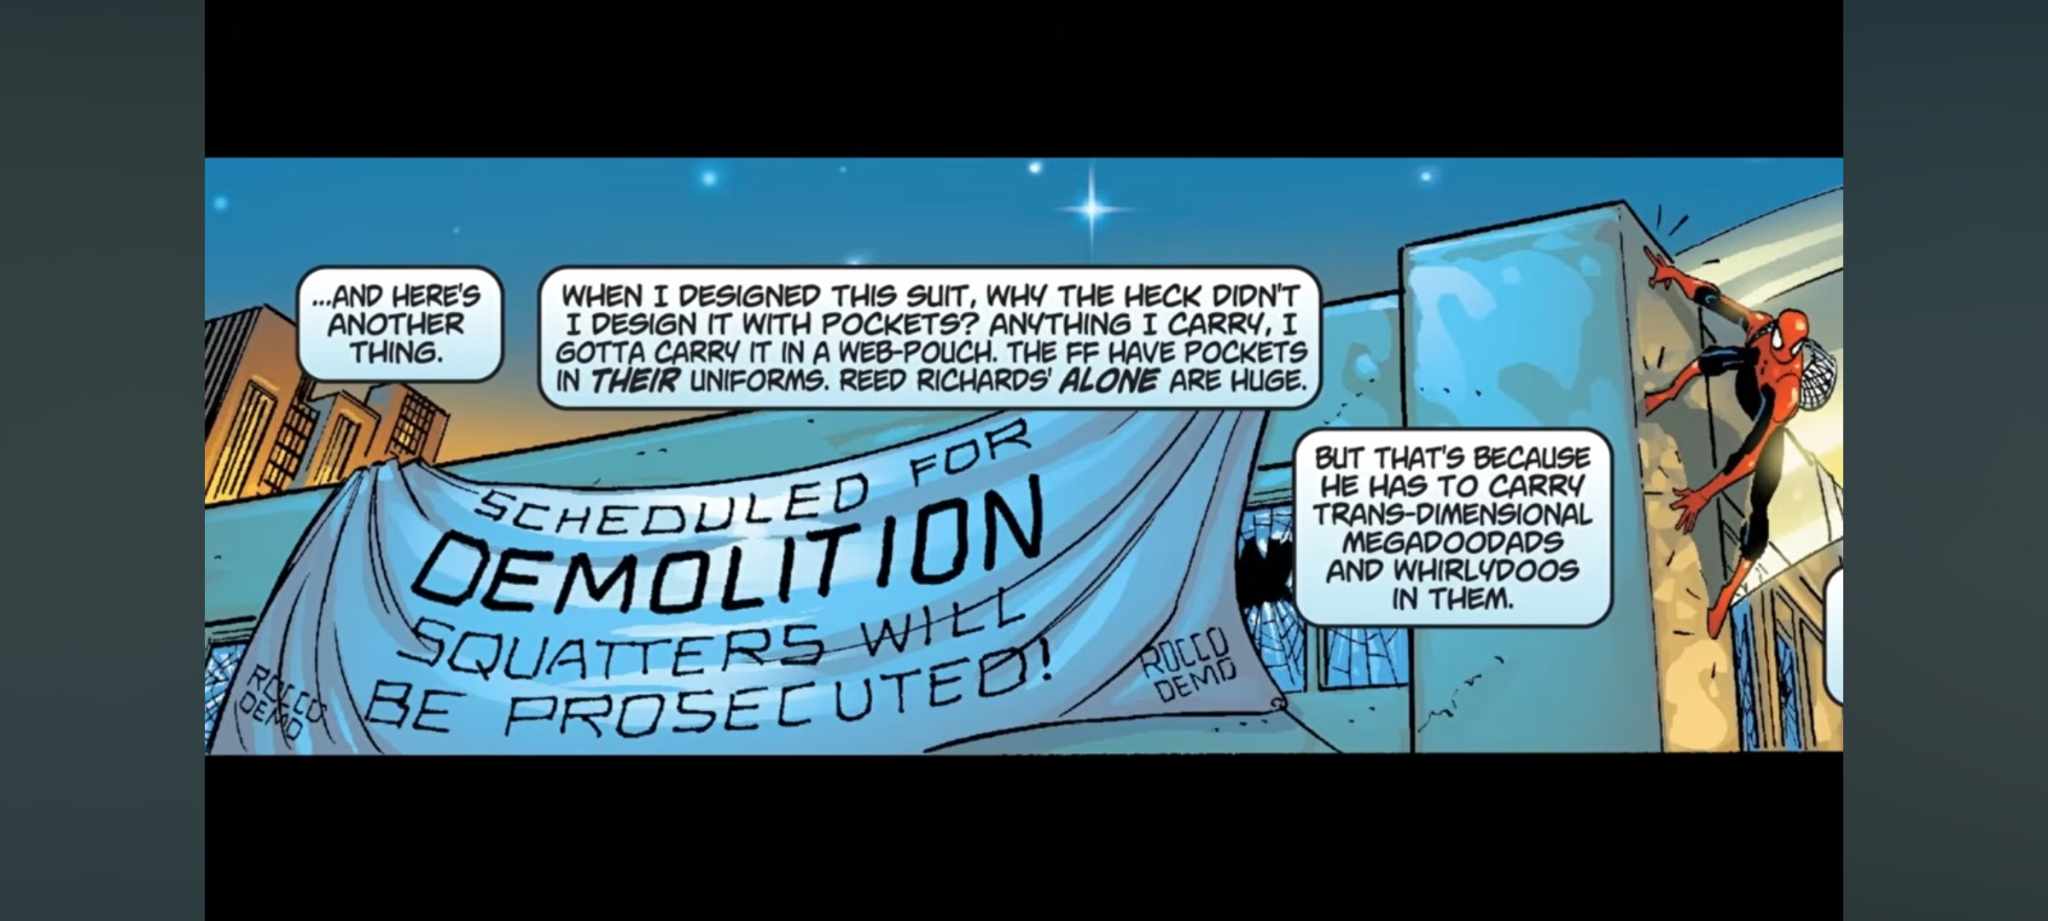 ...AND HERE'S
ANOTHER
THING.
WHEN I DESIGNED THIS SUIT, WHY THE HECK DIDN'T
I DESIGN IT WITH POCKETS? ANYTHING I CARRY, I
GOTTA CARRY IT IN A WEB-POUCH. THE FF HAVE POCKETS
IN THEIR UNIFORMS. REED RICHARDS' ALONE ARE HUGE.
BUT THAT'S BECAUSE
HE HAS TO CARRY
TRANS-DIMENSIONAL
MEGADOODADS
AND WHIRLYDOOS
IN THEM.
SCHEDULED FOR
DEMOLITION
SQUATTERS WILL
BE PROSECUTED!
ROCCO
DEMO
ROCCO
DEMO